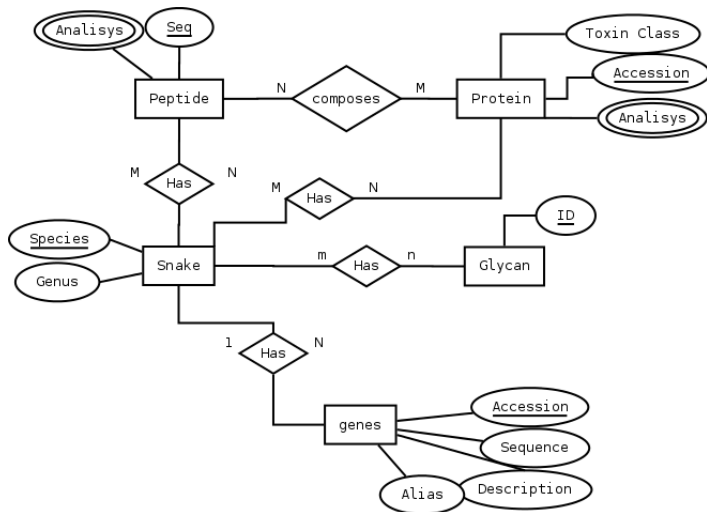 Analisys
Seq
Toxin Class
Accession
Peptide
N
composes
M
Protein
Analisys
M
Has
N
M
Has
N
Species
Genus
Snake
m
Has
n
Glycan
ID
1
Has
N
genes
Accession
Sequence
Description
Alias